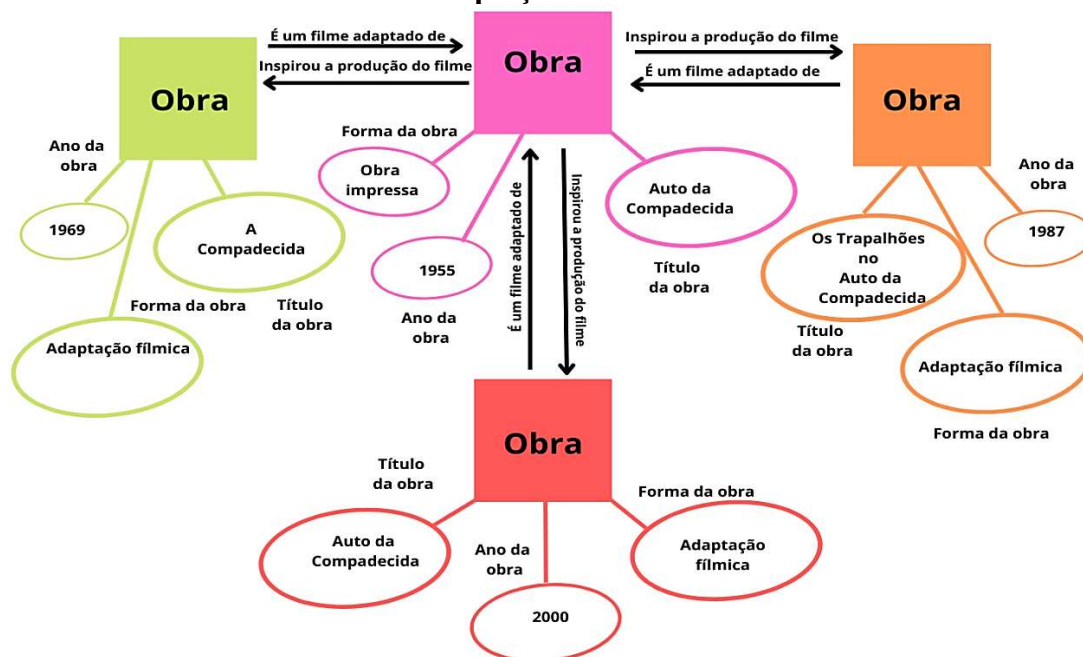 É um filme adaptado de
Inspirou a produção do filme
Obra
Ano da
obra
1969
A
Compadecida
Forma da obra
Título
da obra
Adaptação fílmica
Obra
Forma da obra
Obra
impressa
1955
Ano da
obra
Auto da
Compadecida
Título
da obra
É um filme adaptado de
Inspirou a produção do filme
Inspirou a produção do filme
É um filme adaptado de
Obra
Ano da
obra
1987
Os Trapalhões
no
Auto da
Compadecida
Título
da obra
Adaptação fílmica
Forma da obra
Obra
Título
da obra
Auto da
Compadecida
Ano da
obra
2000
Forma da obra
Adaptação
fílmica